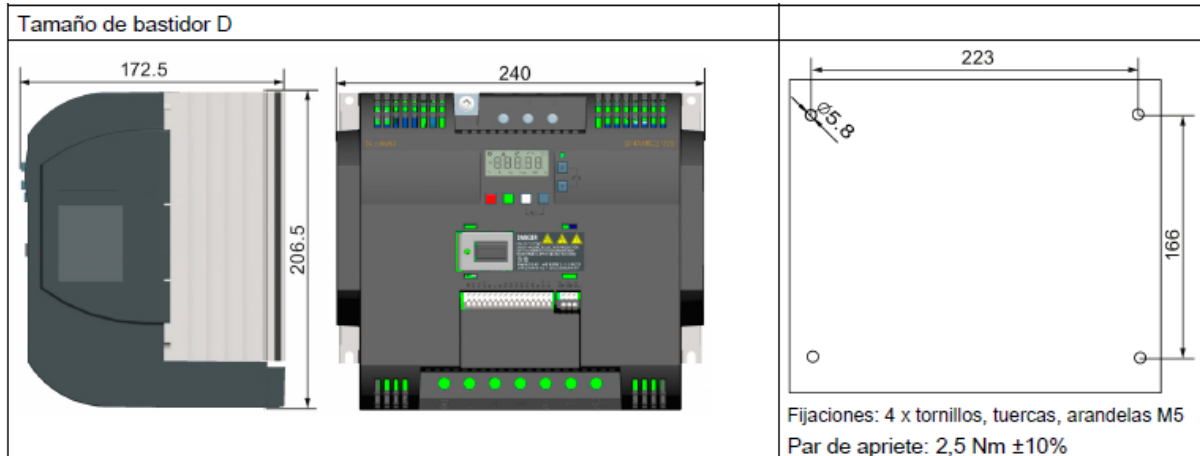 Tamaño de bastidor D
172.5
240
206.5
DANGER
223
Ø5.8
166
Fijaciones: 4 x tornillos, tuercas, arandelas M5
Par de apriete: 2,5 Nm ±10%